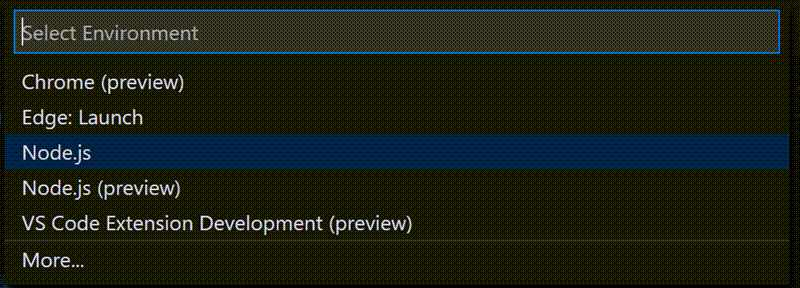 Select Environment
Chrome (preview)
Edge: Launch
Node.js
Node.js (preview)
VS Code Extension Development (preview)
More...